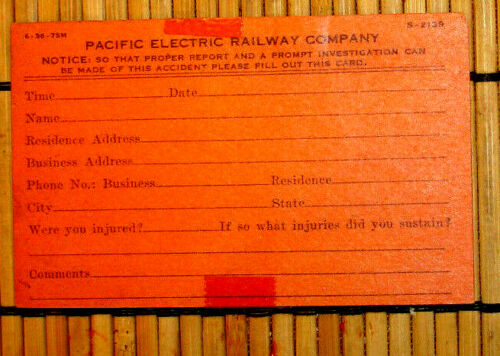 6-36-75M S-2135
PACIFIC ELECTRIC RAILWAY COMPANY
NOTICE: SO THAT PROPER REPORT AND A PROMPT INVESTIGATION CAN
BE MADE OF THIS ACCIDENT PLEASE FILL OUT THIS CARD.
Time Date
Name
Residence Address
Business Address
Phone No.: Business Residence
City State
Were you injured? If so what injuries did you sustain?
Comments